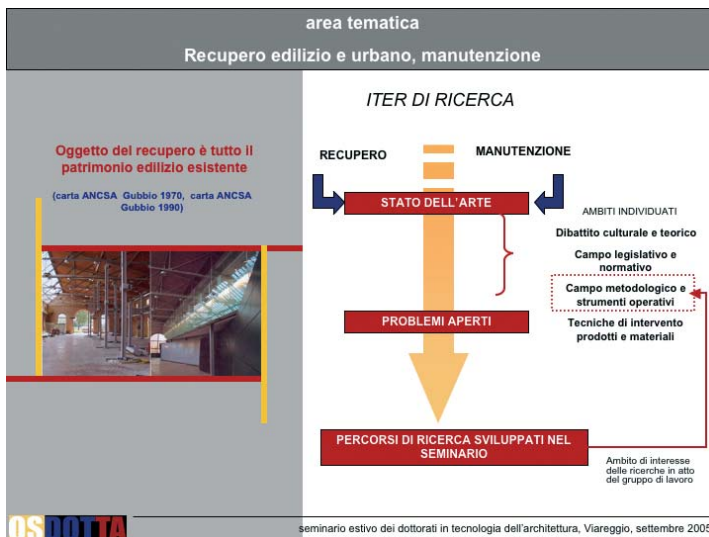 area tematica
Recupero edilizio e urbano, manutenzione
Oggetto del recupero è tutto il
patrimonio edilizio esistente
(carta ANCSA Gubbio 1970, carta ANCSA
Gubbio 1990)
ITER DI RICERCA
RECUPERO
MANUTENZIONE
STATO DELL'ARTE
AMBITI INDIVIDUATI
Dibattito culturale e teorico
Campo legislativo e
normativo
Campo metodologico e
strumenti operativi
Tecniche di intervento
prodotti e materiali
PROBLEMI APERTI
PERCORSI DI RICERCA SVILUPPATI NEL
SEMINARIO
Ambito di interesse
delle ricerche in atto
del gruppo di lavoro
OSDOTTA
seminario estivo dei dottorati in tecnologia dell'architettura, Viareggio, settembre 2005